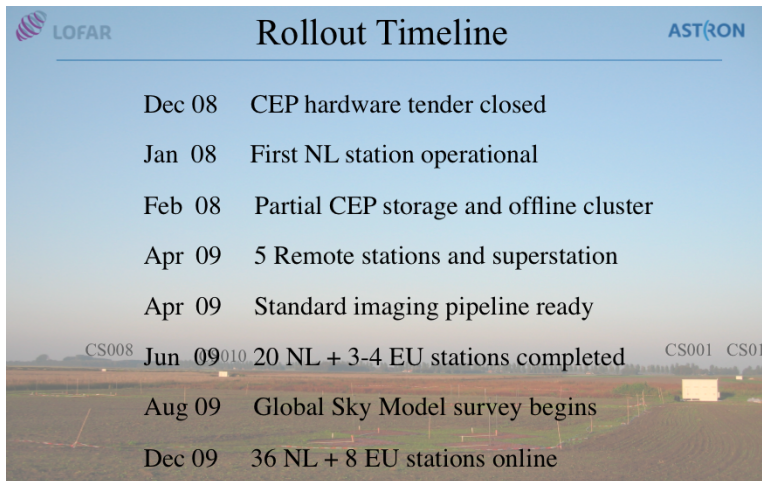 LOFAR
Rollout Timeline
ASTRON
Dec 08 CEP hardware tender closed
Jan 08 First NL station operational
Feb 08 Partial CEP storage and offline cluster
Apr 09 5 Remote stations and superstation
Apr 09 Standard imaging pipeline ready
CS008
Jun 09 20 NL + 3-4 EU stations completed
CS001
Aug 09 Global Sky Model survey begins
Dec 09 36 NL + 8 EU stations online